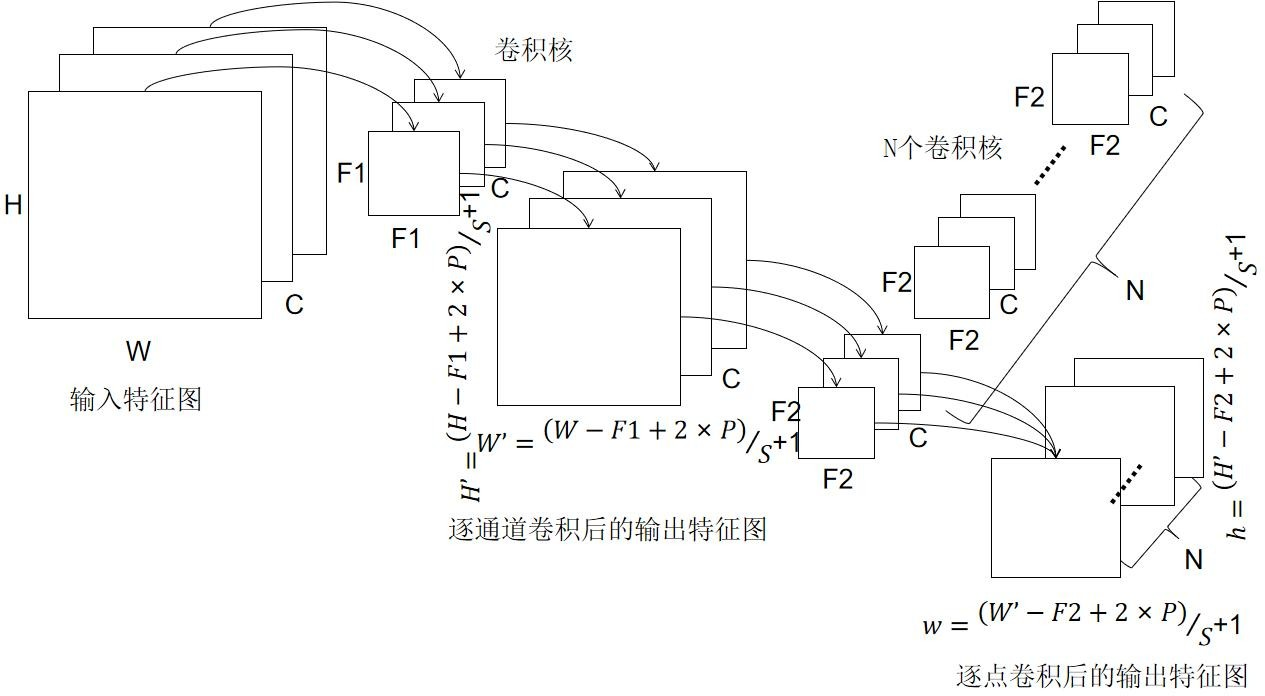 H
W
C
输入特征图
卷积核
F1
F1
C
H’ = (H − F1 + 2 × P)/S+1
W’ = (W − F1 + 2 × P)/S+1
C
逐通道卷积后的输出特征图
N个卷积核
F2
F2
C
F2
F2
C
F2
F2
C
N
N
h = (H’ − F2 + 2 × P)/S+1
w = (W’ − F2 + 2 × P)/S+1
逐点卷积后的输出特征图